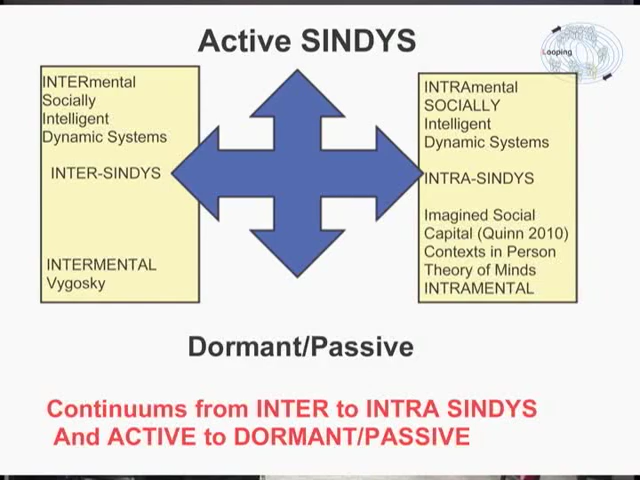 Active SINDYS
Looping
INTERmental
Socially
Intelligent
Dynamic Systems
INTER-SINDYS
INTERMENTAL
Vygosky
INTRAmental
SOCIALLY
Intelligent
Dynamic Systems
INTRA-SINDYS
Imagined Social
Capital (Quinn 2010)
Contexts in Person
Theory of Minds
INTRAMENTAL
Dormant/Passive
Continuums from INTER to INTRA SINDYS
And ACTIVE to DORMANT/PASSIVE